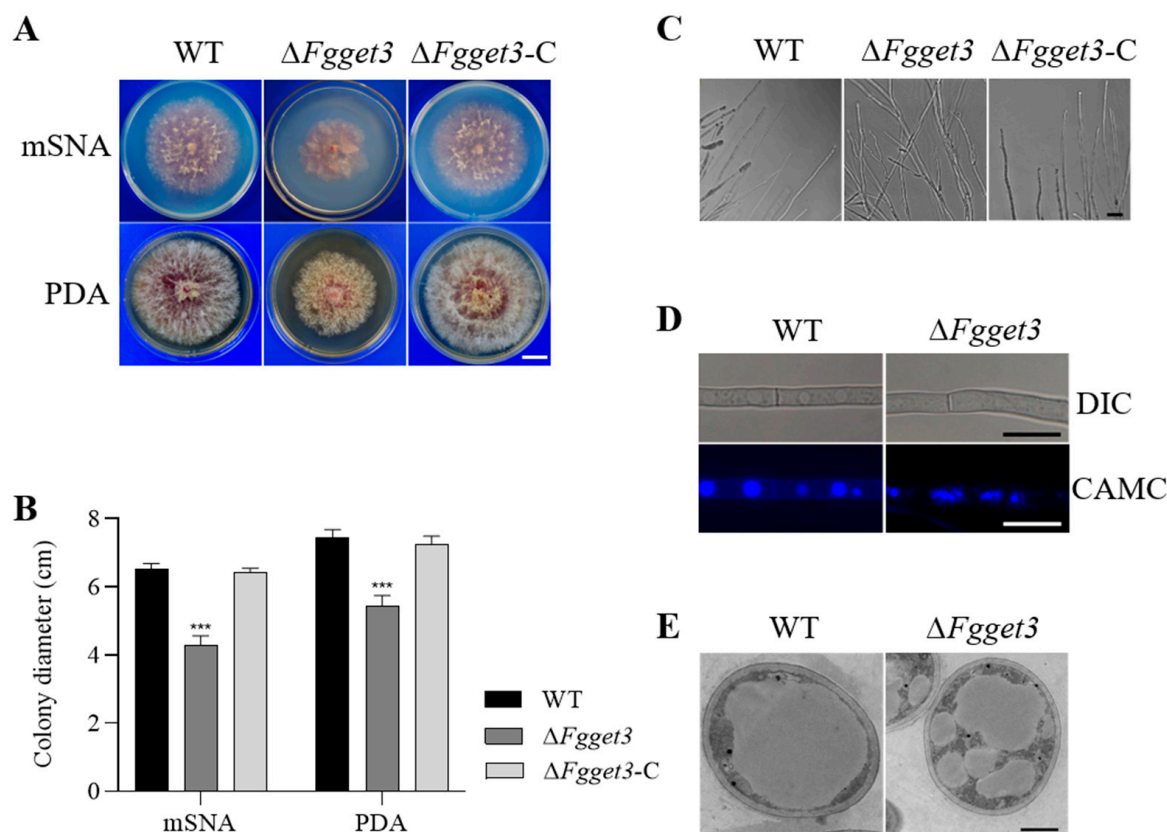 A
WT ΔFgget3 ΔFgget3-C
mSNA
PDA
B
Colony diameter (cm)
8
6
4
2
0
*** ***
mSNA PDA
WT
ΔFgget3
ΔFgget3-C
C
WT ΔFgget3 ΔFgget3-C
D
WT ΔFgget3
DIC
CAMC
E
WT ΔFgget3